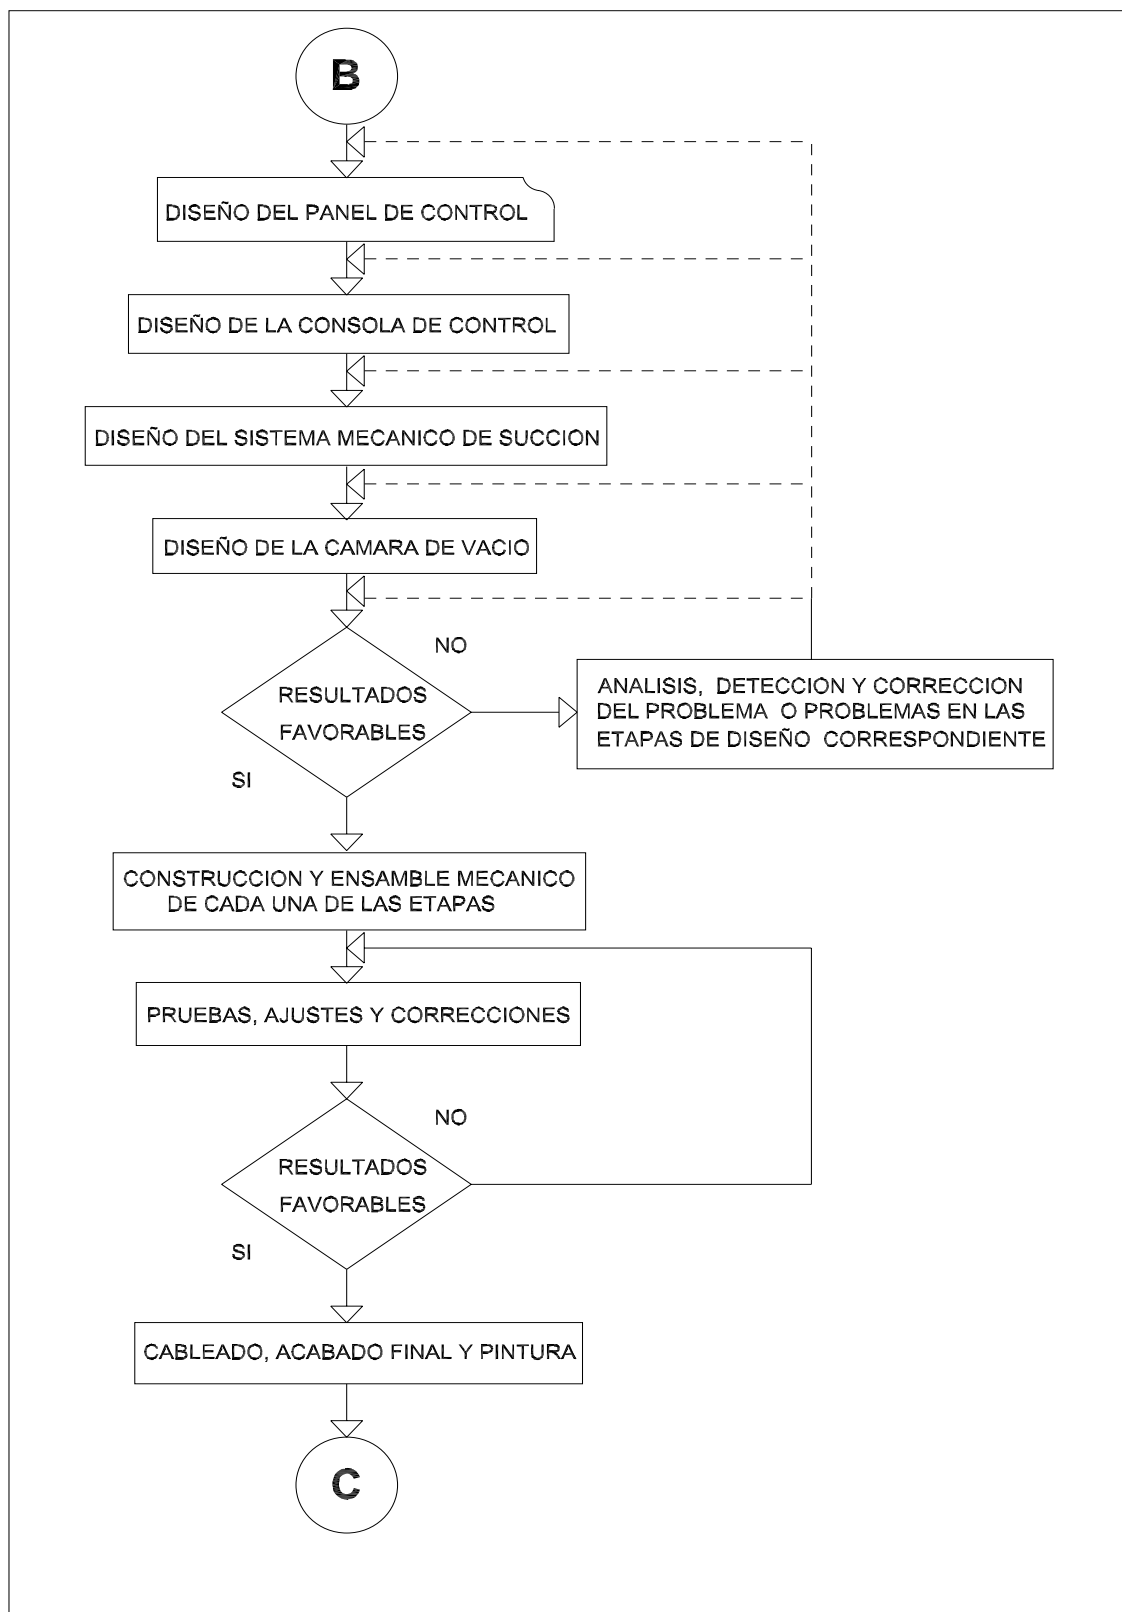 B
DISEÑO DEL PANEL DE CONTROL
DISEÑO DE LA CONSOLA DE CONTROL
DISEÑO DEL SISTEMA MECANICO DE SUCCION
DISEÑO DE LA CAMARA DE VACIO
NO
RESULTADOS
FAVORABLES
SI
ANALISIS, DETECCION Y CORRECCION
DEL PROBLEMA O PROBLEMAS EN LAS
ETAPAS DE DISEÑO CORRESPONDIENTE
CONSTRUCCION Y ENSAMBLE MECANICO
DE CADA UNA DE LAS ETAPAS
PRUEBAS, AJUSTES Y CORRECCIONES
NO
RESULTADOS
FAVORABLES
SI
CABLEADO, ACABADO FINAL Y PINTURA
C